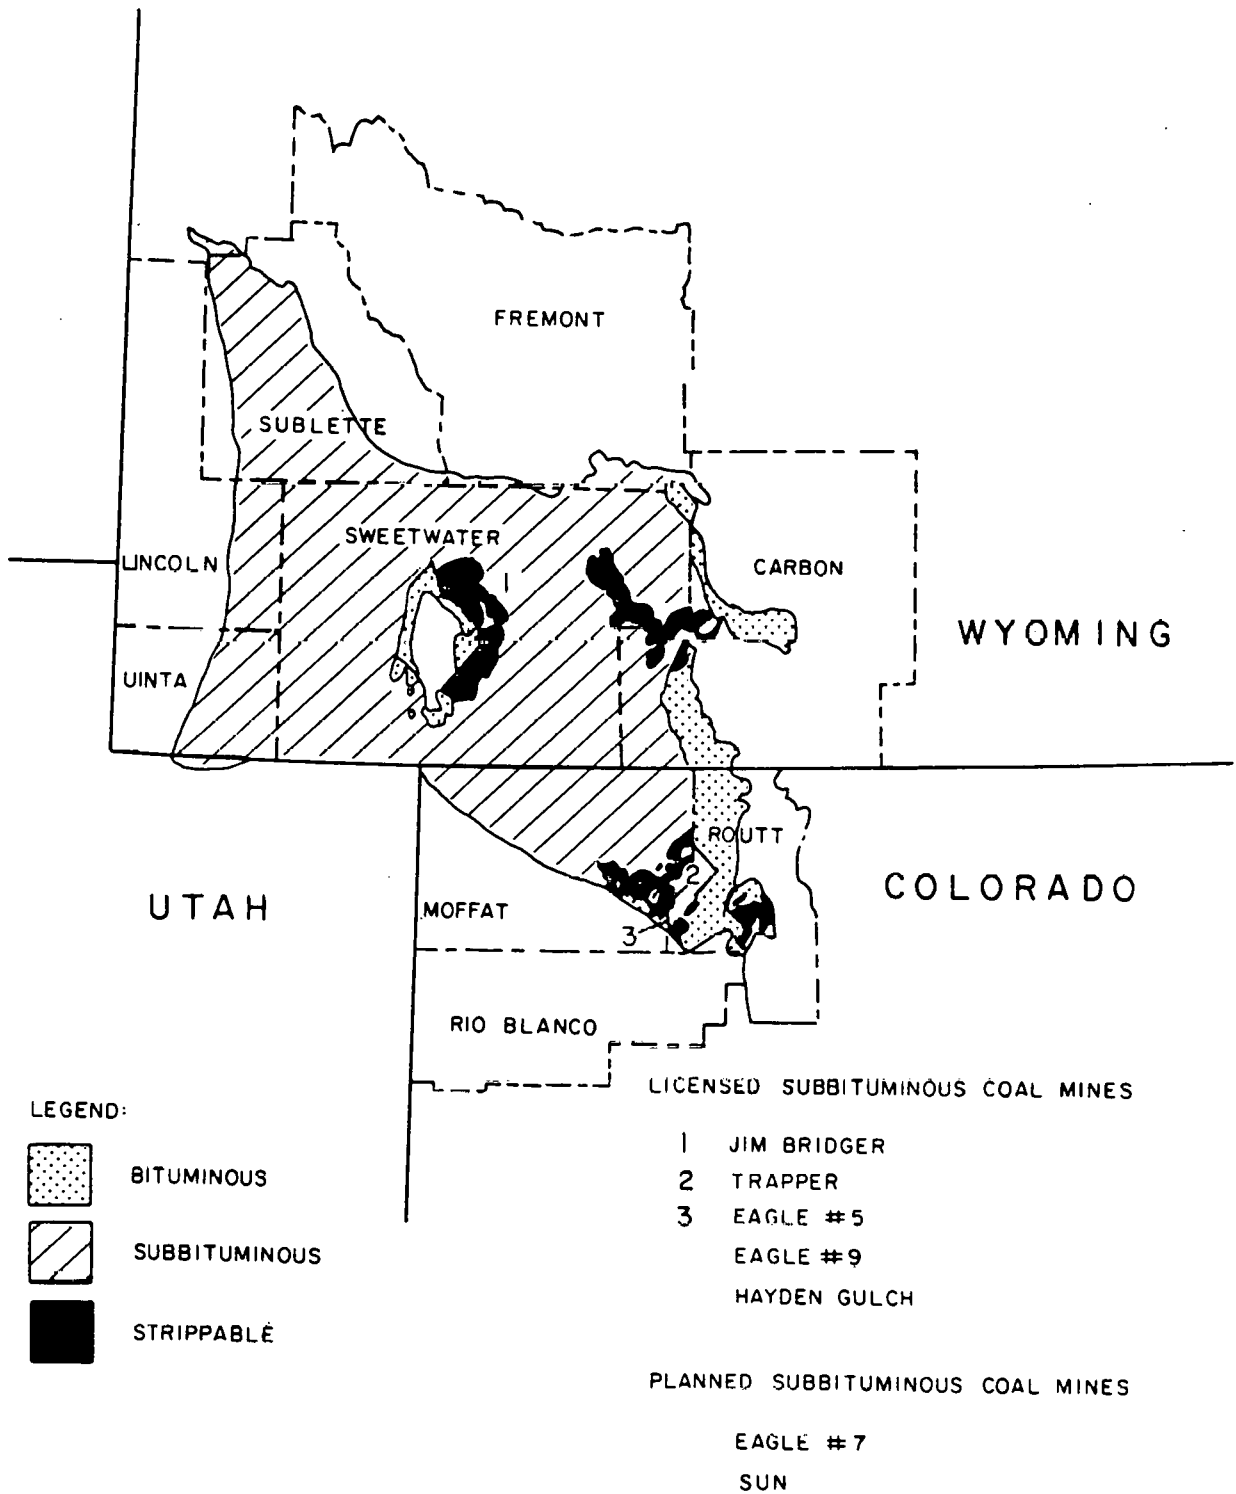 FREMONT
SUBLETTE
SWEETWATER
1
LINCOLN
CARBON
WYOMING
UINTA
ROUTT
2
UTAH
COLORADO
MOFFAT
3
RIO BLANCO
LICENSED SUBBITUMINOUS COAL MINES
1 JIM BRIDGER
2 TRAPPER
3 EAGLE #5
EAGLE #9
HAYDEN GULCH
PLANNED SUBBITUMINOUS COAL MINES
EAGLE #7
SUN
LEGEND:
BITUMINOUS
SUBBITUMINOUS
STRIPPABLE